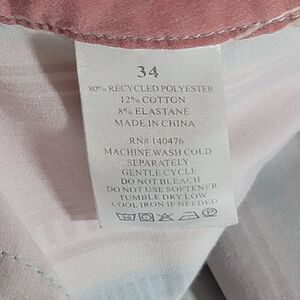 34
80% RECYCLED POLYESTER
12% COTTON
8% ELASTANE
MADE IN CHINA
RN# 140476
MACHINE WASH COLD
SEPARATELY
GENTLE CYCLE
DO NOT BLEACH
DO NOT USE SOFTENER
TUMBLE DRY LOW
COOL IRON IF NEEDED